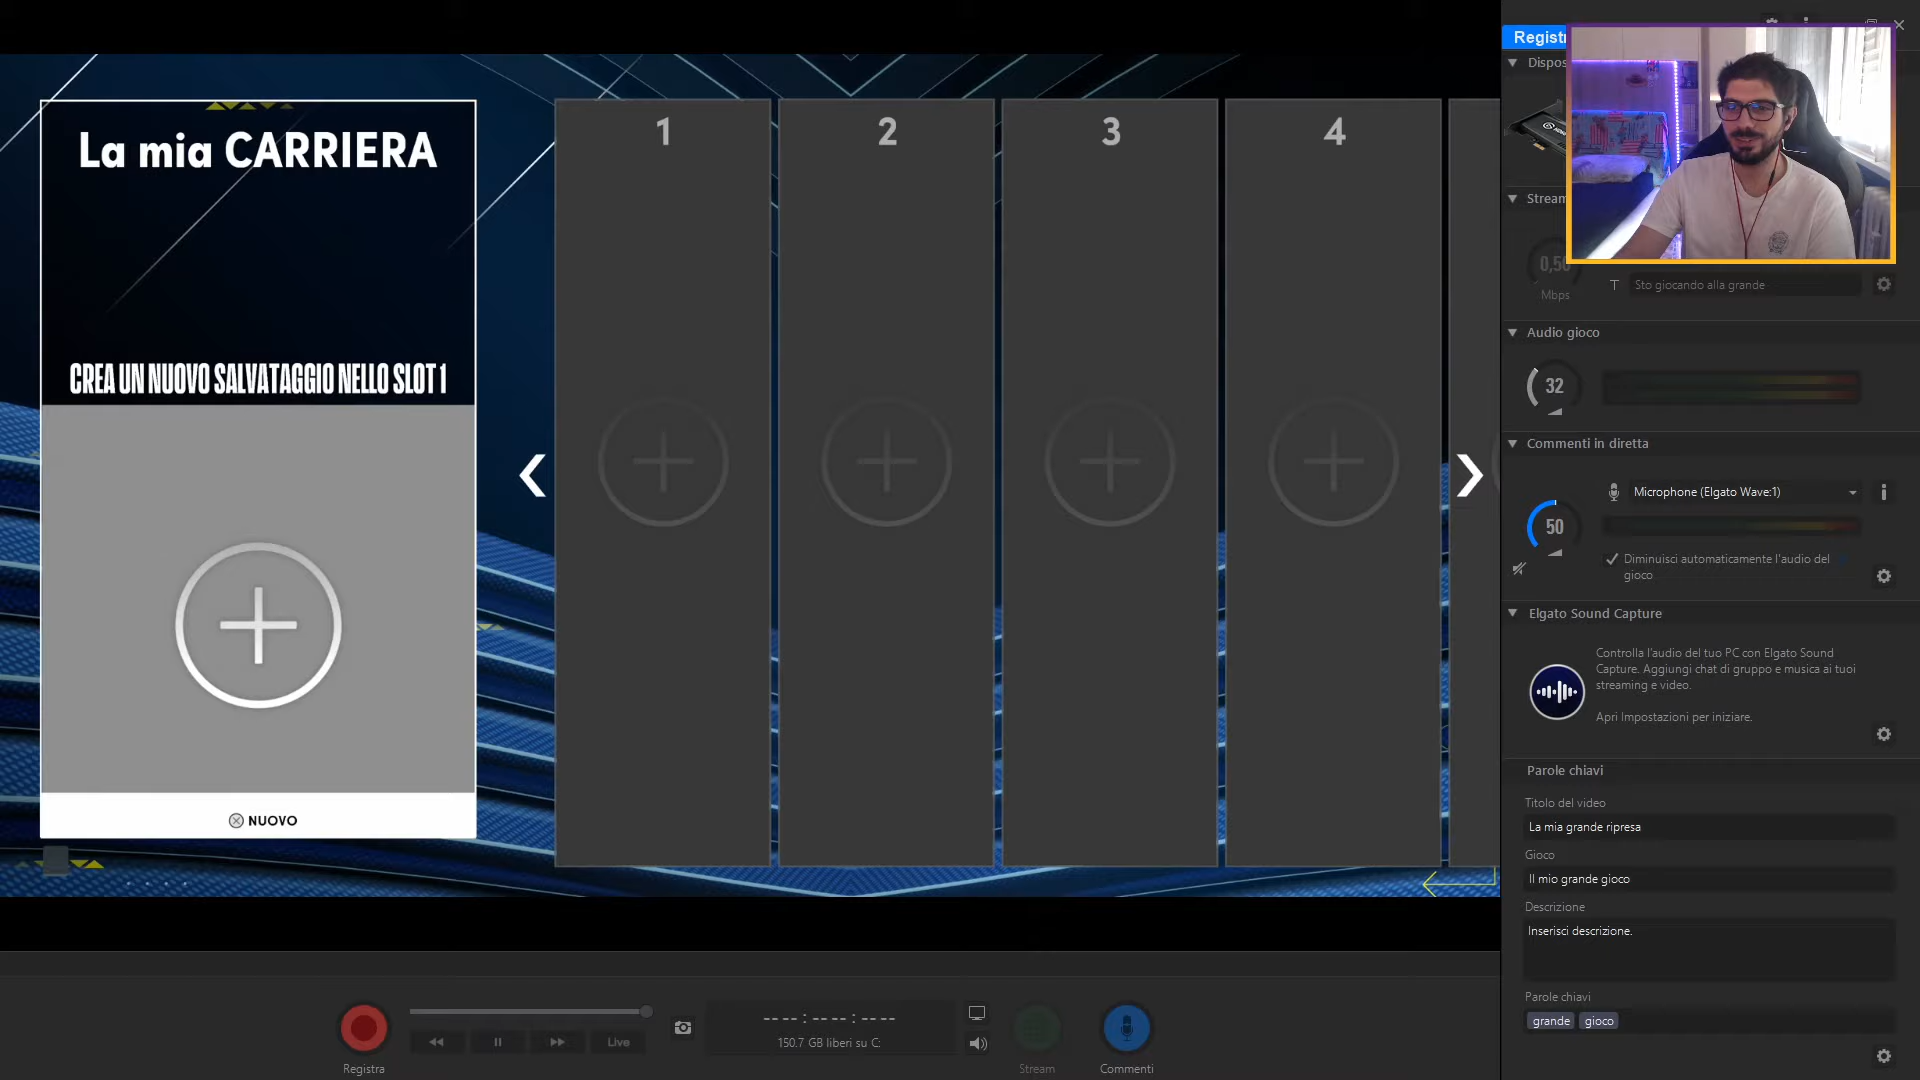 La mia CARRIERA
CREA UN NUOVO SALVATAGGIO NELLO SLOT 1
NUOVO
1
2
3
4
Registra
Live
-- -- : -- -- : -- --
150.7 GB liberi su C:
Stream
Commenti
Registr
Dispos
Stream
0,50
Mbps
T
Sto giocando alla grande
Audio gioco
32
Commenti in diretta
50
Microphone (Elgato Wave:1)
Diminuisci automaticamente l'audio del
gioco
Elgato Sound Capture
Controlla l'audio del tuo PC con Elgato Sound
Capture. Aggiungi chat di gruppo e musica ai tuoi
streaming e video.
Apri Impostazioni per iniziare.
Parole chiavi
Titolo del video
La mia grande ripresa
Gioco
Il mio grande gioco
Descrizione
Inserisci descrizione.
Parole chiavi
grande gioco